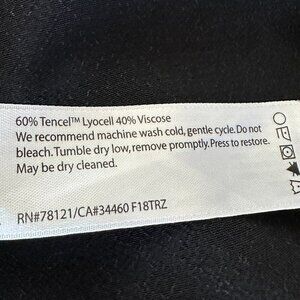 60% Tencel™ Lyocell 40% Viscose
We recommend machine wash cold, gentle cycle. Do not
bleach. Tumble dry low, remove promptly. Press to restore.
May be dry cleaned.
RN#78121/CA#34460 F18TRZ